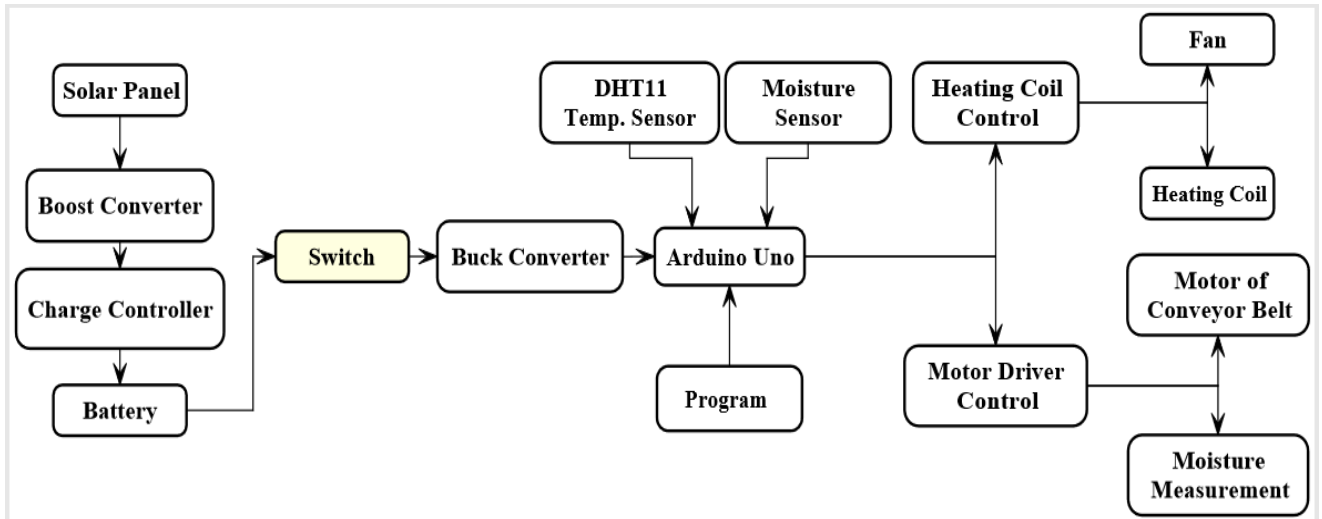 Solar Panel
Boost Converter
Charge Controller
Battery
Switch
Buck Converter
DHT11
Temp. Sensor
Moisture
Sensor
Arduino Uno
Program
Heating Coil
Control
Fan
Heating Coil
Motor Driver
Control
Motor of
Conveyor Belt
Moisture
Measurement